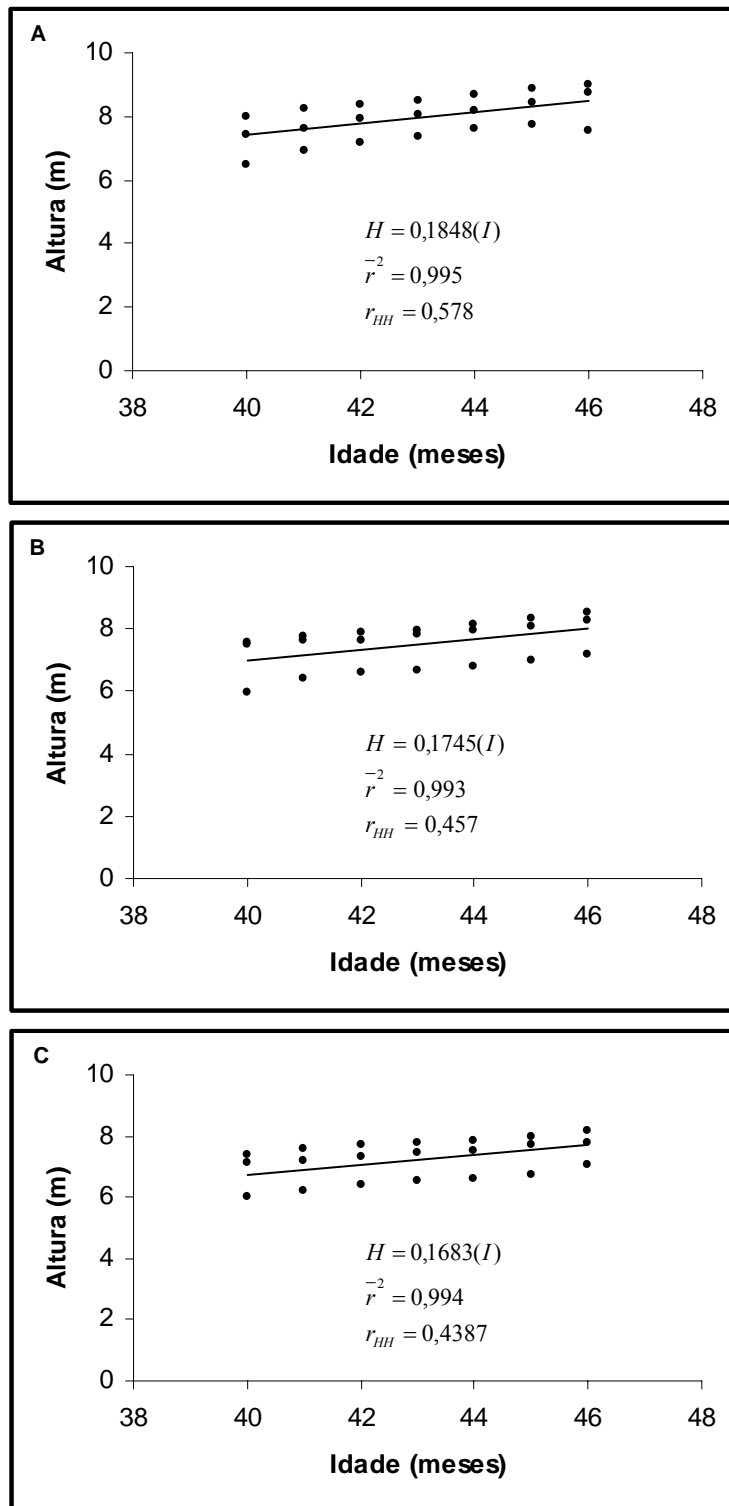 A
10
8
6
4
2
0
Altura (m)
H = 0,1848(I)
r̄² = 0,995
r_HH = 0,578
38 40 42 44 46 48
Idade (meses)
B
10
8
6
4
2
0
Altura (m)
H = 0,1745(I)
r̄² = 0,993
r_HH = 0,457
38 40 42 44 46 48
Idade (meses)
C
10
8
6
4
2
0
Altura (m)
H = 0,1683(I)
r̄² = 0,994
r_HH = 0,4387
38 40 42 44 46 48
Idade (meses)